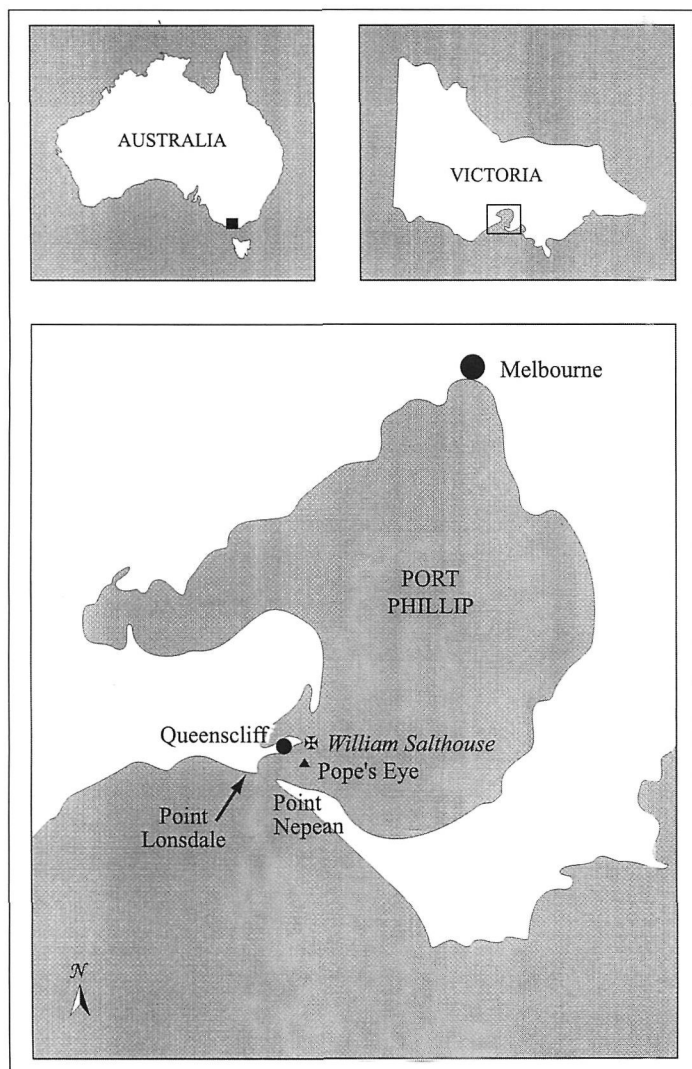 AUSTRALIA
VICTORIA
Melbourne
PORT
PHILLIP
Queenscliff
William Salthouse
Pope's Eye
Point
Nepean
Point
Lonsdale
N